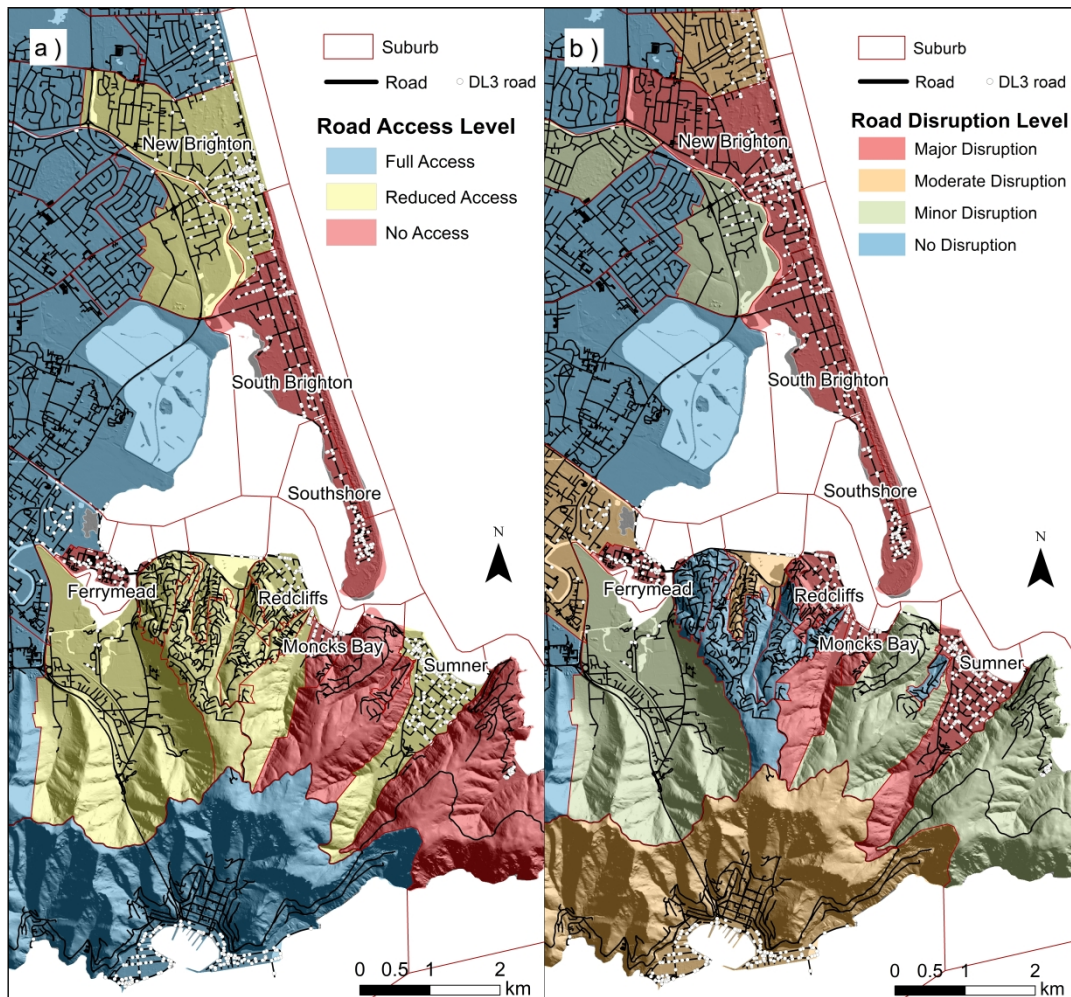 a )
Suburb
Road DL3 road
Road Access Level
Full Access
Reduced Access
No Access
New Brighton
South Brighton
Southshore
N
Ferrymead
Redcliffs
Moncks Bay
Sumner
0 0.5 1 2
km
b )
Suburb
Road DL3 road
Road Disruption Level
Major Disruption
Moderate Disruption
Minor Disruption
No Disruption
New Brighton
South Brighton
Southshore
N
Ferrymead
Redcliffs
Moncks Bay
Sumner
0 0.5 1 2
km